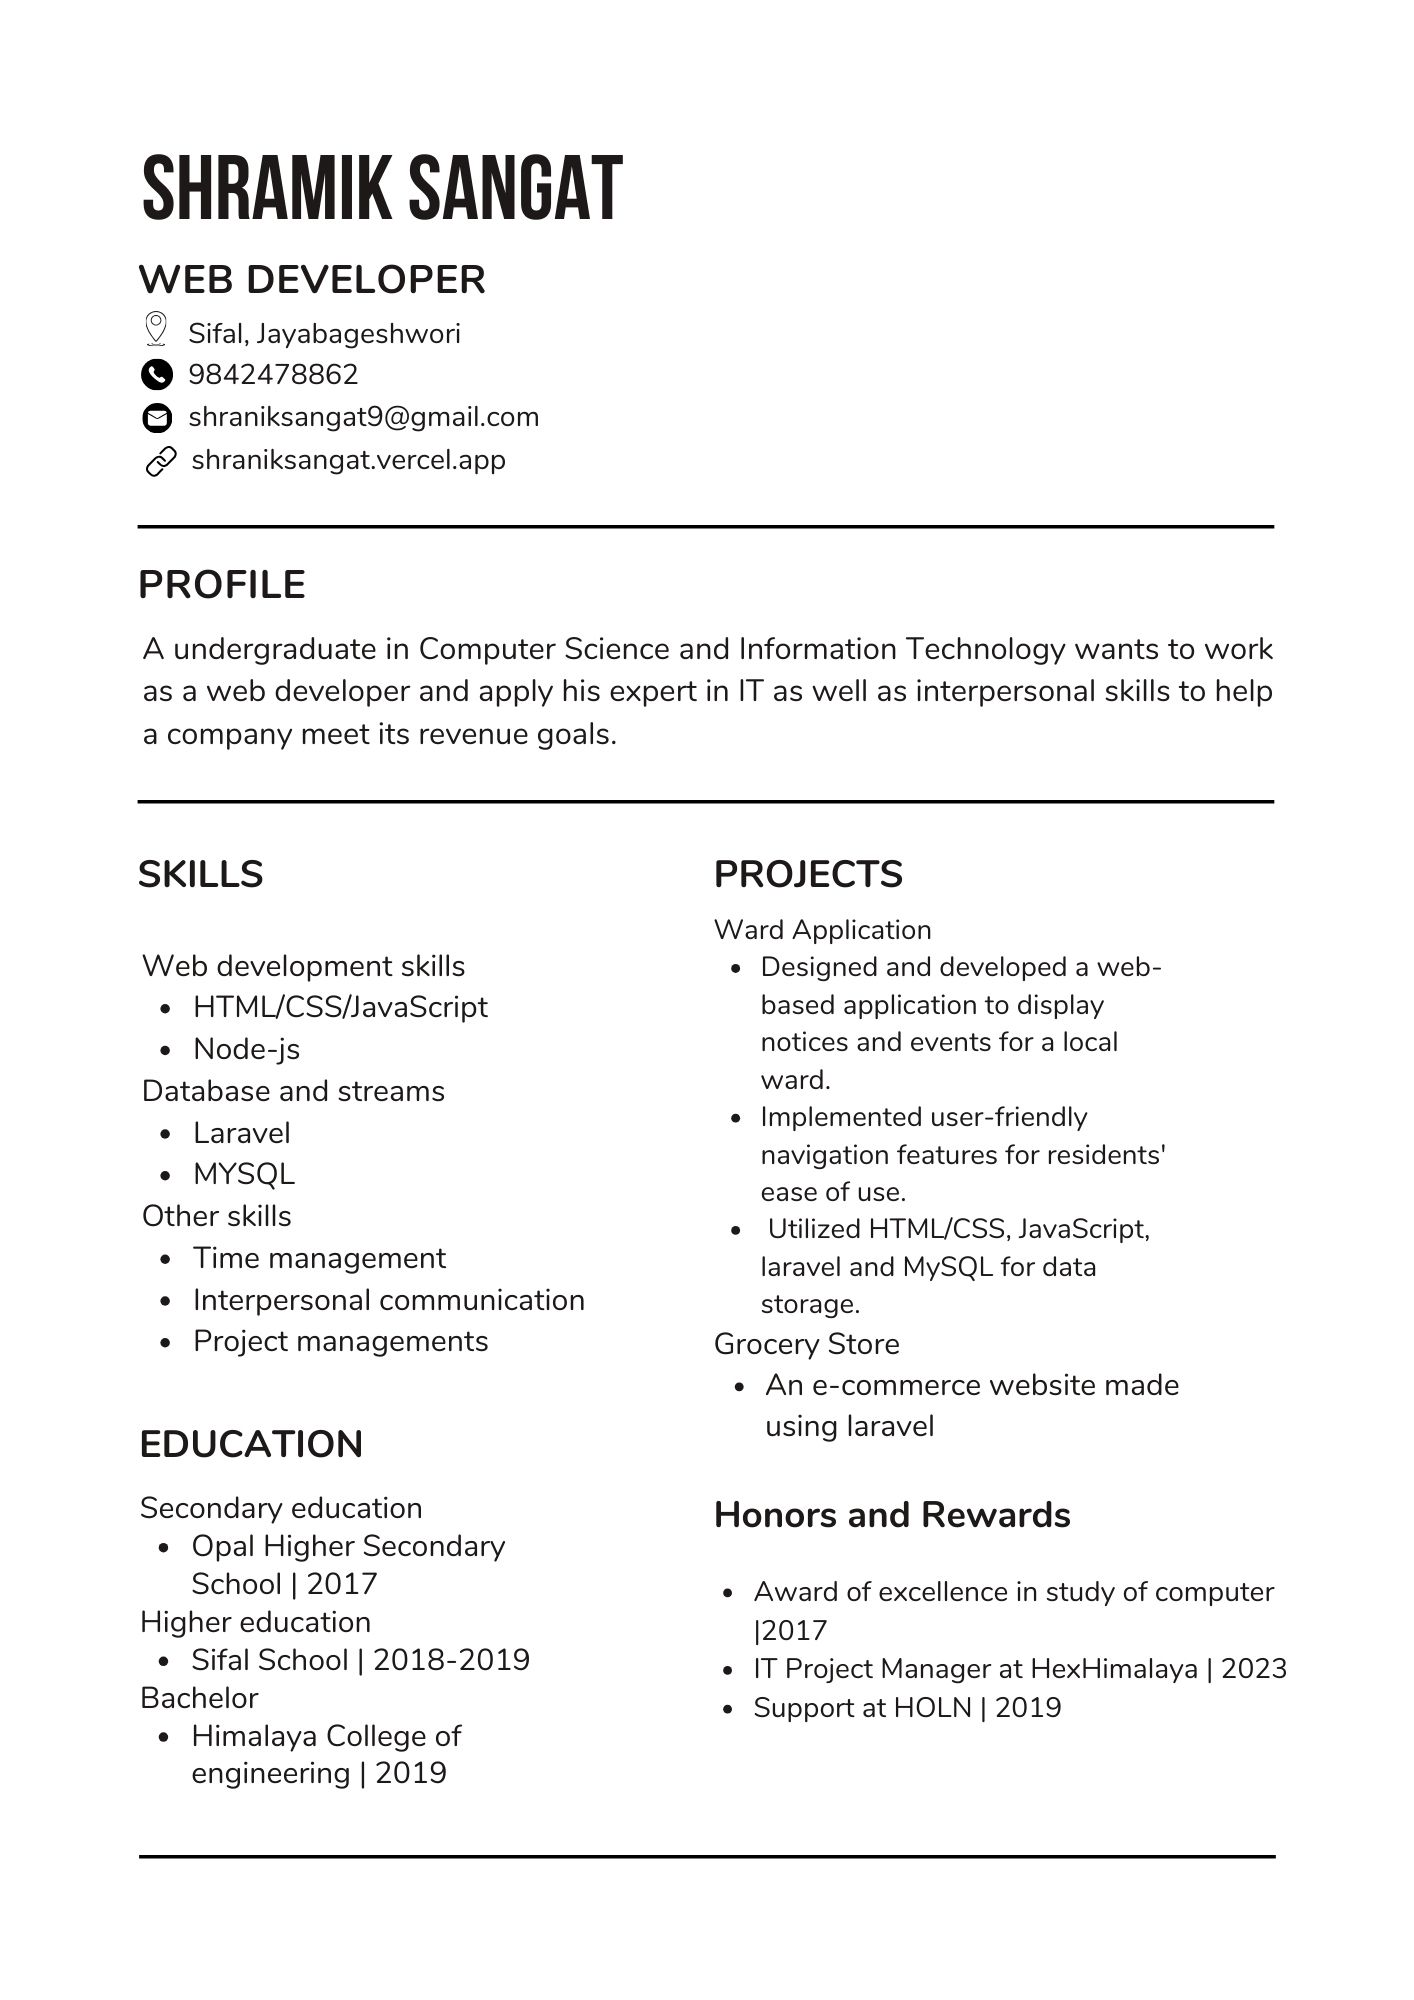 SHRAMIK SANGAT
WEB DEVELOPER
Sifal, Jayabageshwori
9842478862
shraniksangat9@gmail.com
shraniksangat.vercel.app
PROFILE
A undergraduate in Computer Science and Information Technology wants to work
as a web developer and apply his expert in IT as well as interpersonal skills to help
a company meet its revenue goals.
SKILLS
Web development skills
• HTML/CSS/JavaScript
• Node-js
Database and streams
• Laravel
• MYSQL
Other skills
• Time management
• Interpersonal communication
• Project managements
EDUCATION
Secondary education
• Opal Higher Secondary
School | 2017
Higher education
• Sifal School | 2018-2019
Bachelor
• Himalaya College of
engineering | 2019
PROJECTS
Ward Application
• Designed and developed a web-
based application to display
notices and events for a local
ward.
• Implemented user-friendly
navigation features for residents'
ease of use.
• Utilized HTML/CSS, JavaScript,
laravel and MySQL for data
storage.
Grocery Store
• An e-commerce website made
using laravel
Honors and Rewards
• Award of excellence in study of computer
|2017
• IT Project Manager at HexHimalaya | 2023
• Support at HOLN | 2019